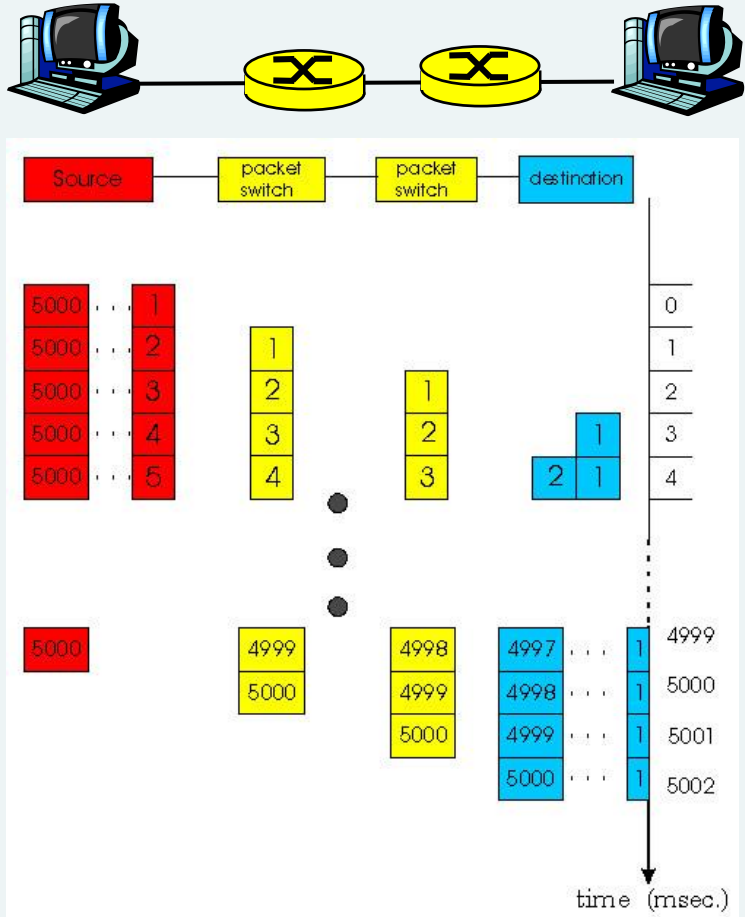 Source
packet switch
packet switch
destination
5000 . . . 1
0
5000 . . . 2
1
1
5000 . . . 3
2
1
2
5000 . . . 4
3
2
1
3
5000 . . . 5
4
3
2 1
4
5000
4999
4998
4997 . . . 1
4999
5000
4999
4998 . . . 1
5000
5000
4999 . . . 1
5001
5000 . . . 1
5002
time (msec.)